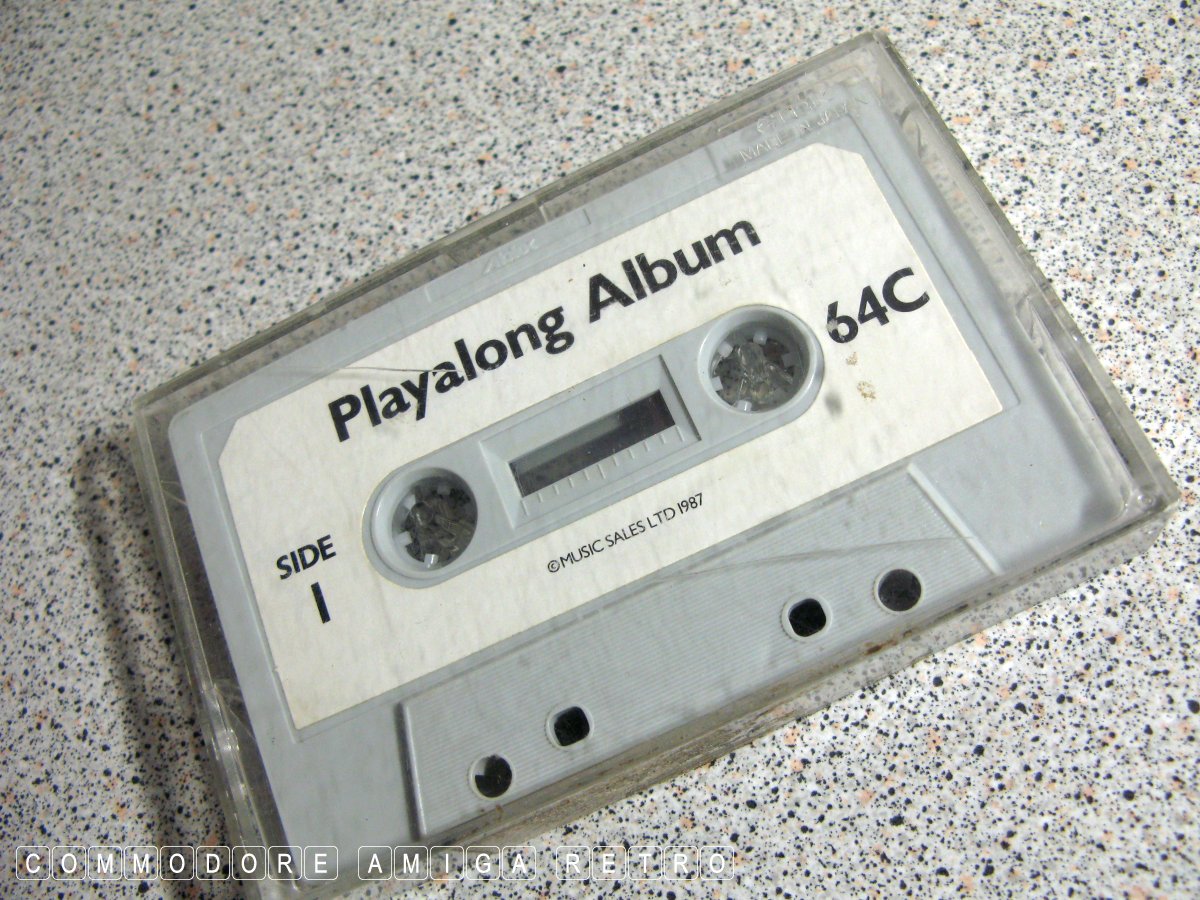 Playalong Album
64C
SIDE
1
©MUSIC SALES LTD 1987
COMMODORE AMIGA RETRO